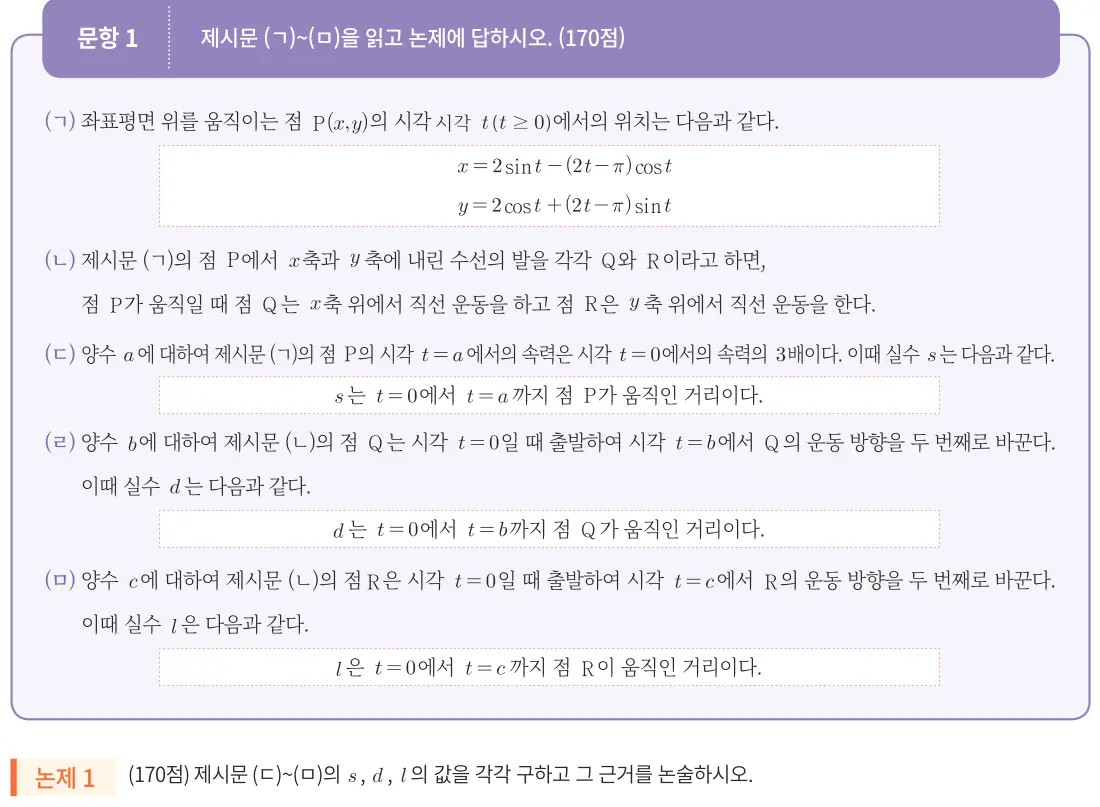 문항 1 제시문 (ㄱ)~(ㅁ)을 읽고 논제에 답하시오. (170점)
(ㄱ) 좌표평면 위를 움직이는 점 P(x,y)의 시각 시각 t(t ≥ 0)에서의 위치는 다음과 같다.
x = 2sin t − (2t − π)cos t
y = 2cos t + (2t − π)sin t
(ㄴ) 제시문 (ㄱ)의 점 P에서 x축과 y축에 내린 수선의 발을 각각 Q와 R이라고 하면,
점 P가 움직일 때 점 Q는 x축 위에서 직선 운동을 하고 점 R은 y축 위에서 직선 운동을 한다.
(ㄷ) 양수 a에 대하여 제시문 (ㄱ)의 점 P의 시각 t = a에서의 속력은 시각 t = 0에서의 속력의 3배이다. 이때 실수 s는 다음과 같다.
s는 t = 0에서 t = a까지 점 P가 움직인 거리이다.
(ㄹ) 양수 b에 대하여 제시문 (ㄴ)의 점 Q는 시각 t = 0일 때 출발하여 시각 t = b에서 Q의 운동 방향을 두 번째로 바꾼다.
이때 실수 d는 다음과 같다.
d는 t = 0에서 t = b까지 점 Q가 움직인 거리이다.
(ㅁ) 양수 c에 대하여 제시문 (ㄴ)의 점 R은 시각 t = 0일 때 출발하여 시각 t = c에서 R의 운동 방향을 두 번째로 바꾼다.
이때 실수 l은 다음과 같다.
l은 t = 0에서 t = c까지 점 R이 움직인 거리이다.
논제 1 (170점) 제시문 (ㄷ)~(ㅁ)의 s, d, l의 값을 각각 구하고 그 근거를 논술하시오.